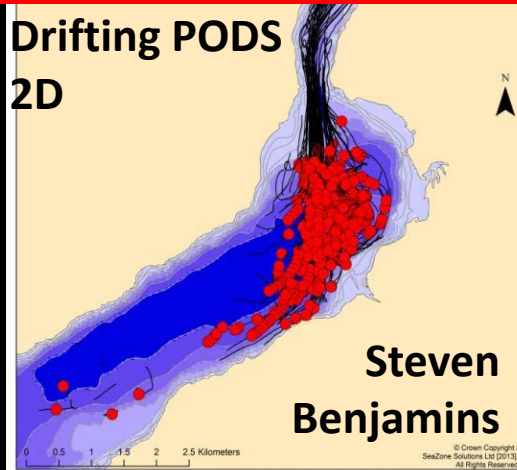 Drifting PODS
2D
N
Steven
Benjamins
0 0.5 1 1.5 2 2.5 Kilometers
© Crown Copyright &
SeaZone Solutions Ltd [2013]
All Rights Reserved